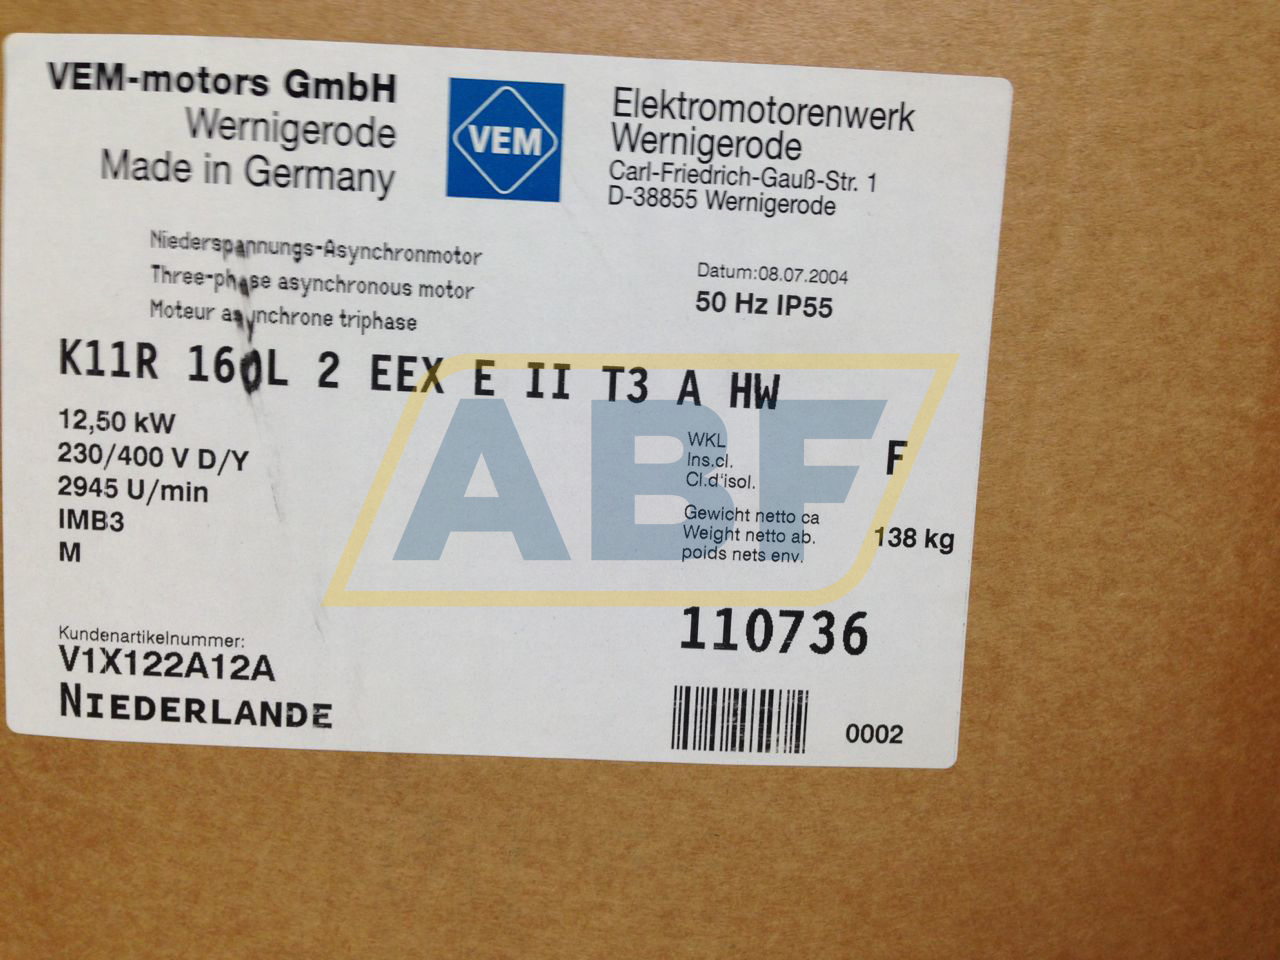 VEM-motors GmbH
Wernigerode
Made in Germany
VEM
Elektromotorenwerk
Wernigerode
Carl-Friedrich-Gauß-Str. 1
D-38855 Wernigerode
Niederspannungs-Asynchronmotor
Three-phase asynchronous motor
Moteur asynchrone triphase
Datum:08.07.2004
50 Hz IP55
K11R 160L 2 EEX E II T3 A HW
12,50 kW
230/400 V D/Y
2945 U/min
IMB3
M
WKL
Ins.cl.
Cl.d'isol.
F
Gewicht netto ca
Weight netto ab.
poids nets env.
138 kg
ABF
110736
Kundenartikelnummer:
V1X122A12A
NIEDERLANDE
0002